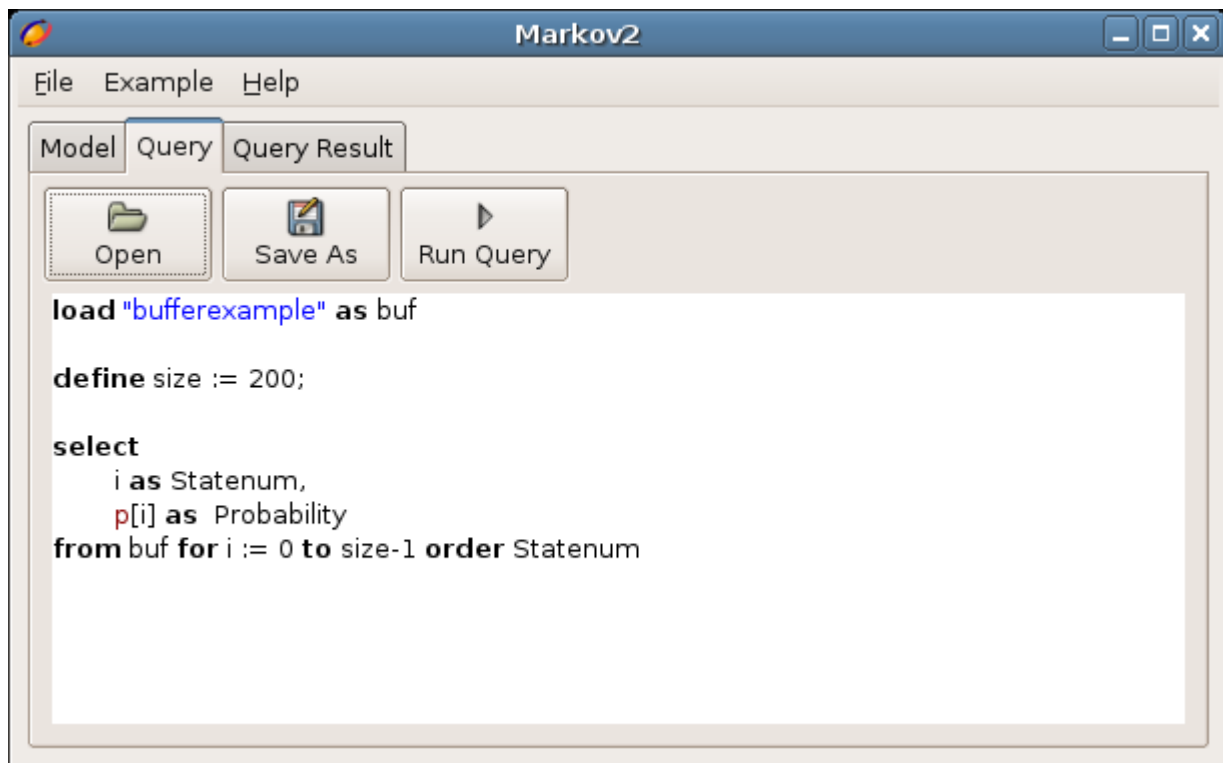 Markov2
File Example Help
Model Query Query Result
Open Save As Run Query
load "bufferexample" as buf
define size := 200;
select
i as Statenum,
p[i] as Probability
from buf for i := 0 to size-1 order Statenum